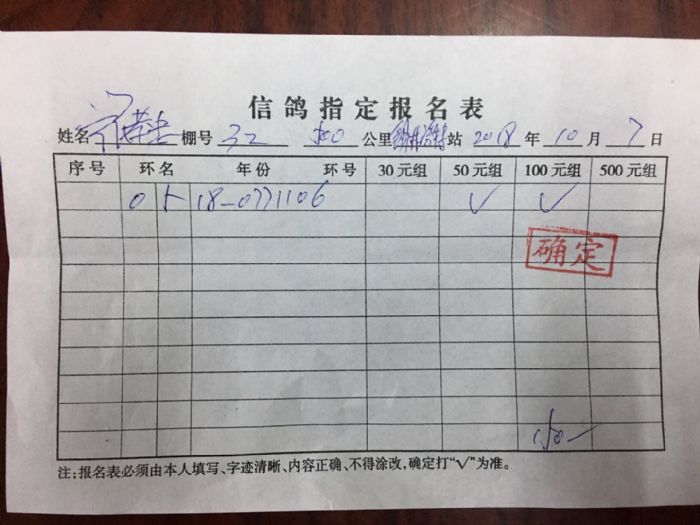 信鸽指定报名表
姓名 棚号 32 500 公里 站 2018 年 10 月 7 日
序号 环名 年份 环号 30元组 50元组 100元组 500元组
01 18-0771106 √ √
确定
150-
注:报名表必须由本人填写、字迹清晰、内容正确、不得涂改,确定打“√”为准。